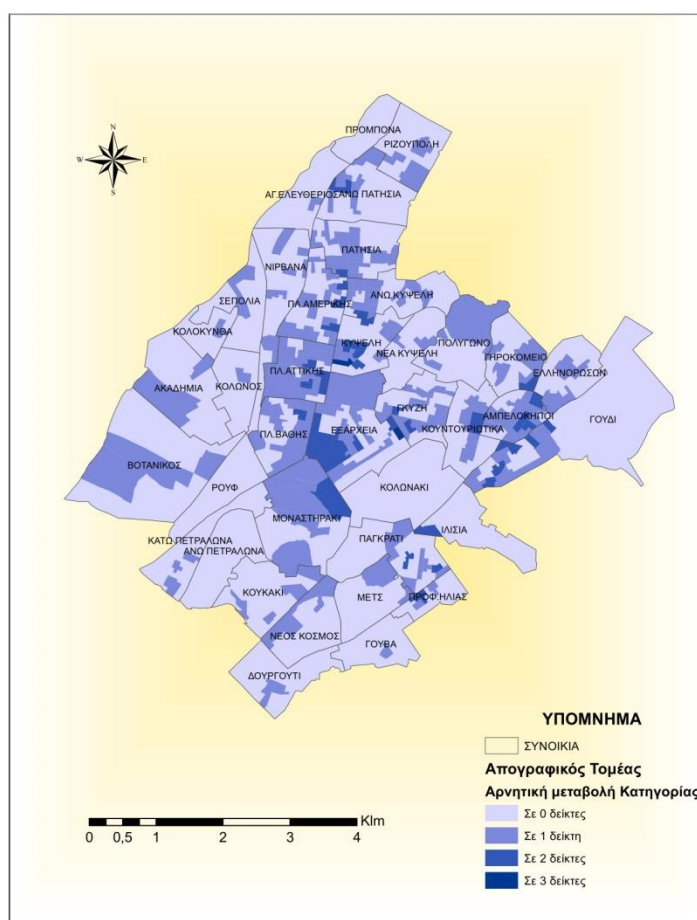 N
W E
S
ΠΡΟΜΠΟΝΑ
ΡΙΖΟΥΠΟΛΗ
ΑΓ.ΕΛΕΥΘΕΡΙΟΣ
ΑΝΩ ΠΑΤΗΣΙΑ
ΠΑΤΗΣΙΑ
ΝΙΡΒΑΝΑ
ΑΝΩ ΚΥΨΕΛΗ
ΣΕΠΟΛΙΑ
ΠΛ.ΑΜΕΡΙΚΗΣ
ΚΟΛΟΚΥΝΘΑ
ΚΥΨΕΛΗ
ΝΕΑ ΚΥΨΕΛΗ
ΠΟΛΥΓΩΝΟ
ΓΗΡΟΚΟΜΕΙΟ
ΕΛΛΗΝΟΡΩΣΩΝ
ΑΚΑΔΗΜΙΑ
ΚΟΛΩΝΟΣ
ΠΛ.ΑΤΤΙΚΗΣ
ΓΚΥΖΗ
ΑΜΠΕΛΟΚΗΠΟΙ
ΓΟΥΔΙ
ΠΛ.ΒΑΘΗΣ
ΕΞΑΡΧΕΙΑ
ΚΟΥΝΤΟΥΡΙΩΤΙΚΑ
ΒΟΤΑΝΙΚΟΣ
ΡΟΥΦ
ΚΟΛΩΝΑΚΙ
ΜΟΝΑΣΤΗΡΑΚΙ
ΙΛΙΣΙΑ
ΚΑΤΩ ΠΕΤΡΑΛΩΝΑ
ΑΝΩ ΠΕΤΡΑΛΩΝΑ
ΠΑΓΚΡΑΤΙ
ΚΟΥΚΑΚΙ
ΜΕΤΣ
ΠΡΟΦ.ΗΛΙΑΣ
ΝΕΟΣ ΚΟΣΜΟΣ
ΓΟΥΒΑ
ΔΟΥΡΓΟΥΤΙ
ΥΠΟΜΝΗΜΑ
ΣΥΝΟΙΚΙΑ
Απογραφικός Τομέας
Αρνητική μεταβολή Κατηγορίας
Σε 0 δείκτες
Σε 1 δείκτη
Σε 2 δείκτες
Σε 3 δείκτες
Klm
0 0,5 1 2 3 4